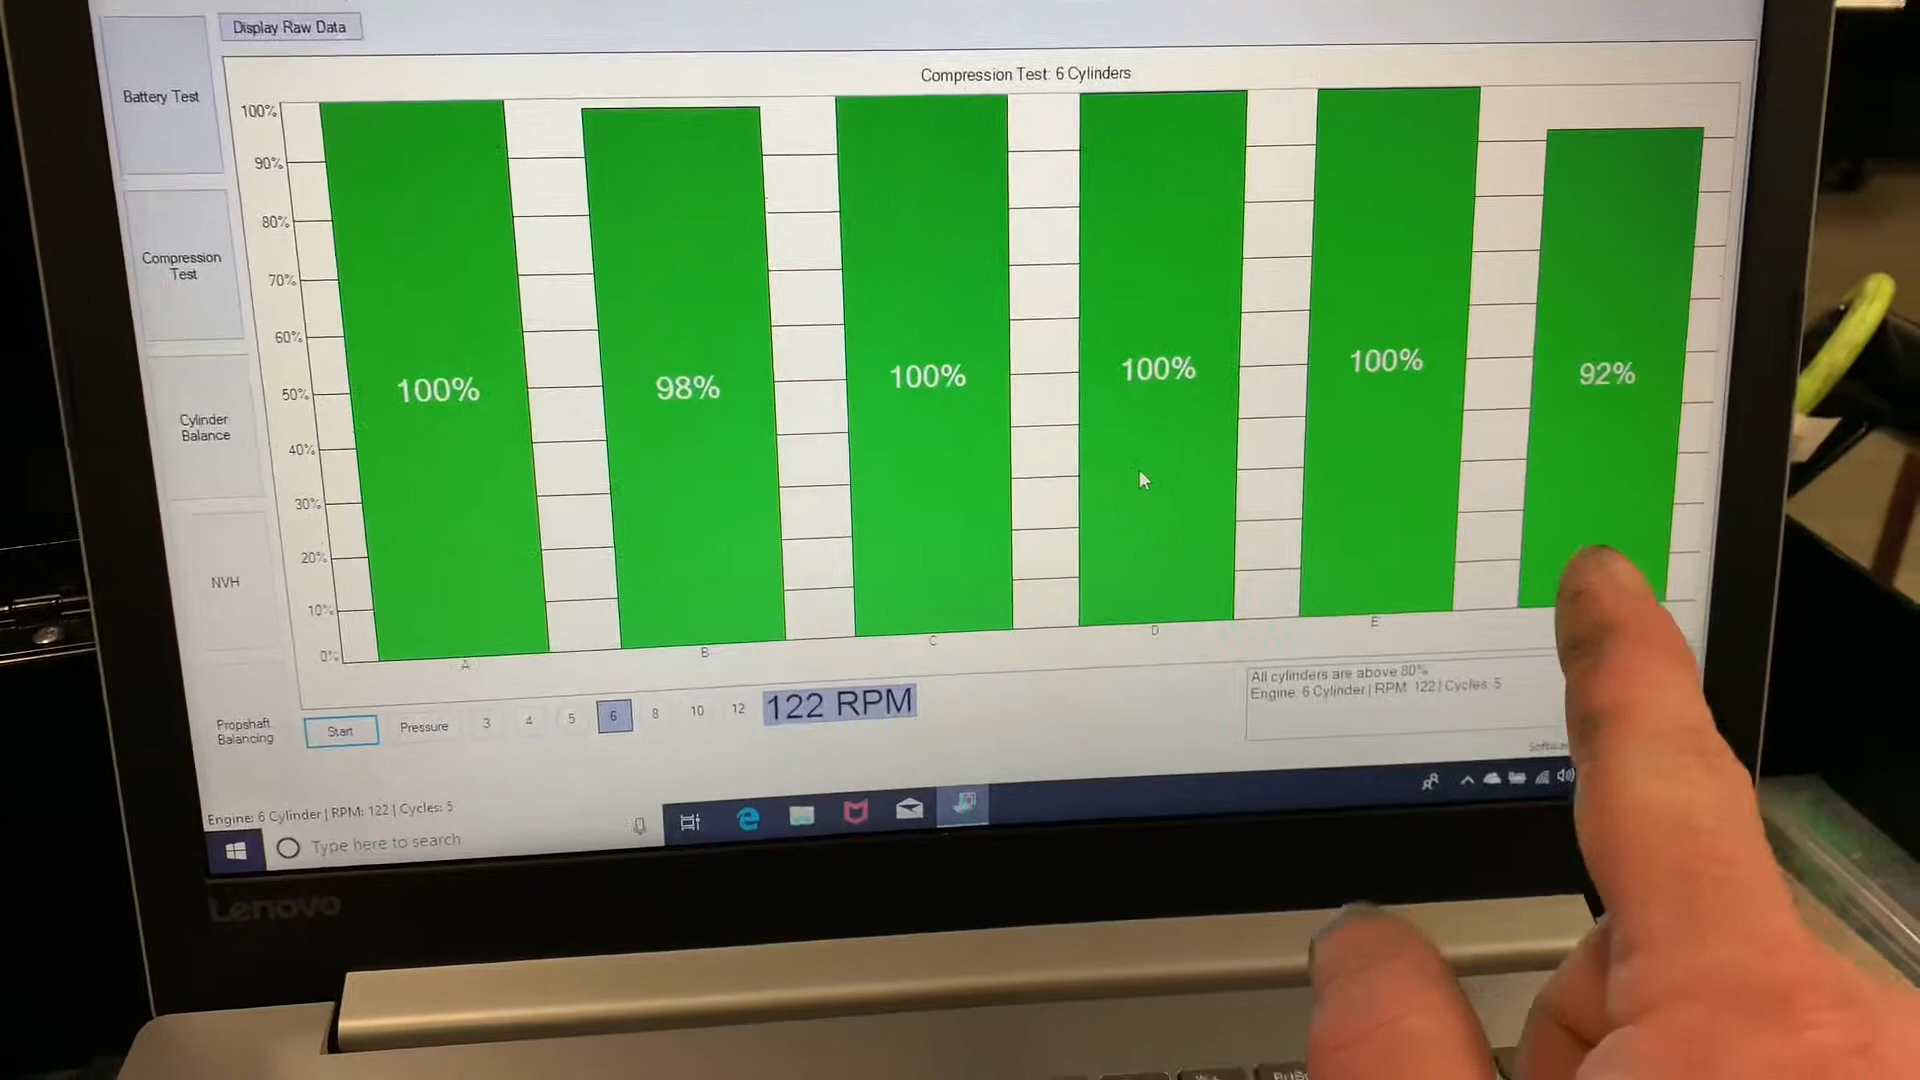 Display Raw Data
Battery Test
Compression Test: 6 Cylinders
100%
90%
80%
70%
60%
50%
40%
30%
20%
10%
0%
Compression
Test
Cylinder
Balance
NVH
Propshaft
Balancing
100%
98%
100%
100%
100%
92%
A
B
C
D
E
All cylinders are above 80%
Engine: 6 Cylinder | RPM: 122 | Cycles: 5
Start
Pressure
3
4
5
6
8
10
12
122 RPM
Engine: 6 Cylinder | RPM: 122 | Cycles: 5
Type here to search
Lenovo